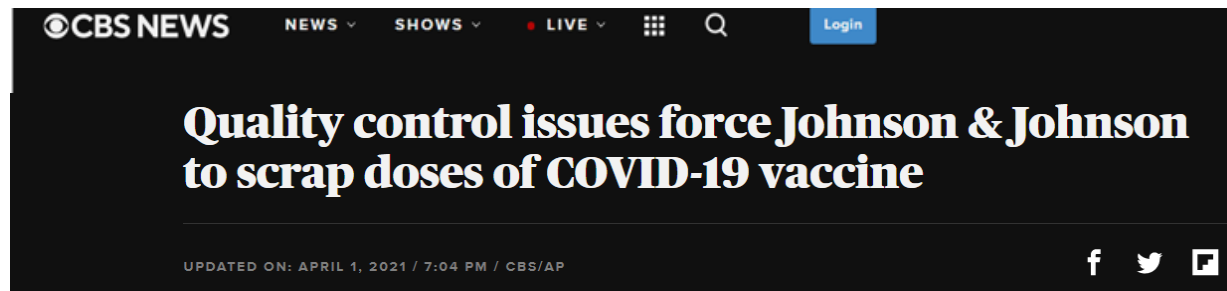 CBS NEWS NEWS SHOWS LIVE Login
Quality control issues force Johnson & Johnson
to scrap doses of COVID-19 vaccine
UPDATED ON: APRIL 1, 2021 / 7:04 PM / CBS/AP